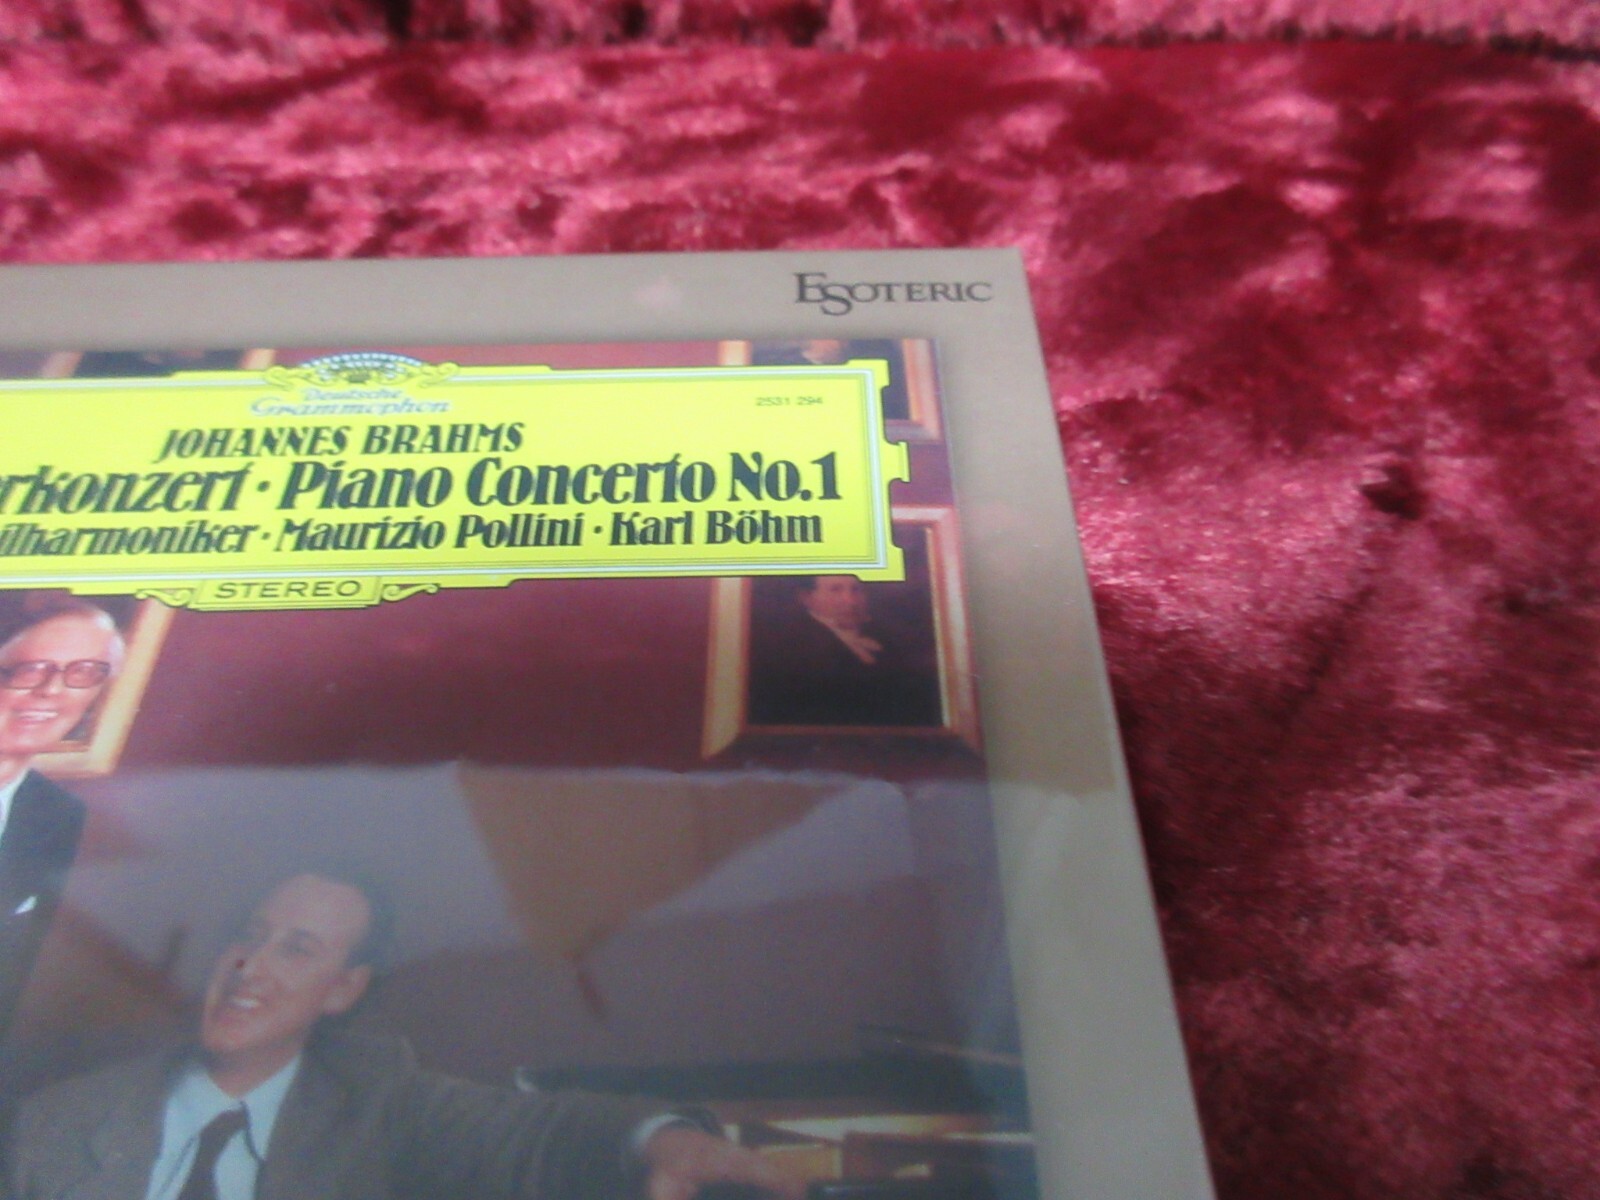 ESOTERIC
Deutsche
Grammophon
2531 294
JOHANNES BRAHMS
rkonzert · Piano Concerto No.1
ilharmoniker · Maurizio Pollini · Karl Böhm
STEREO